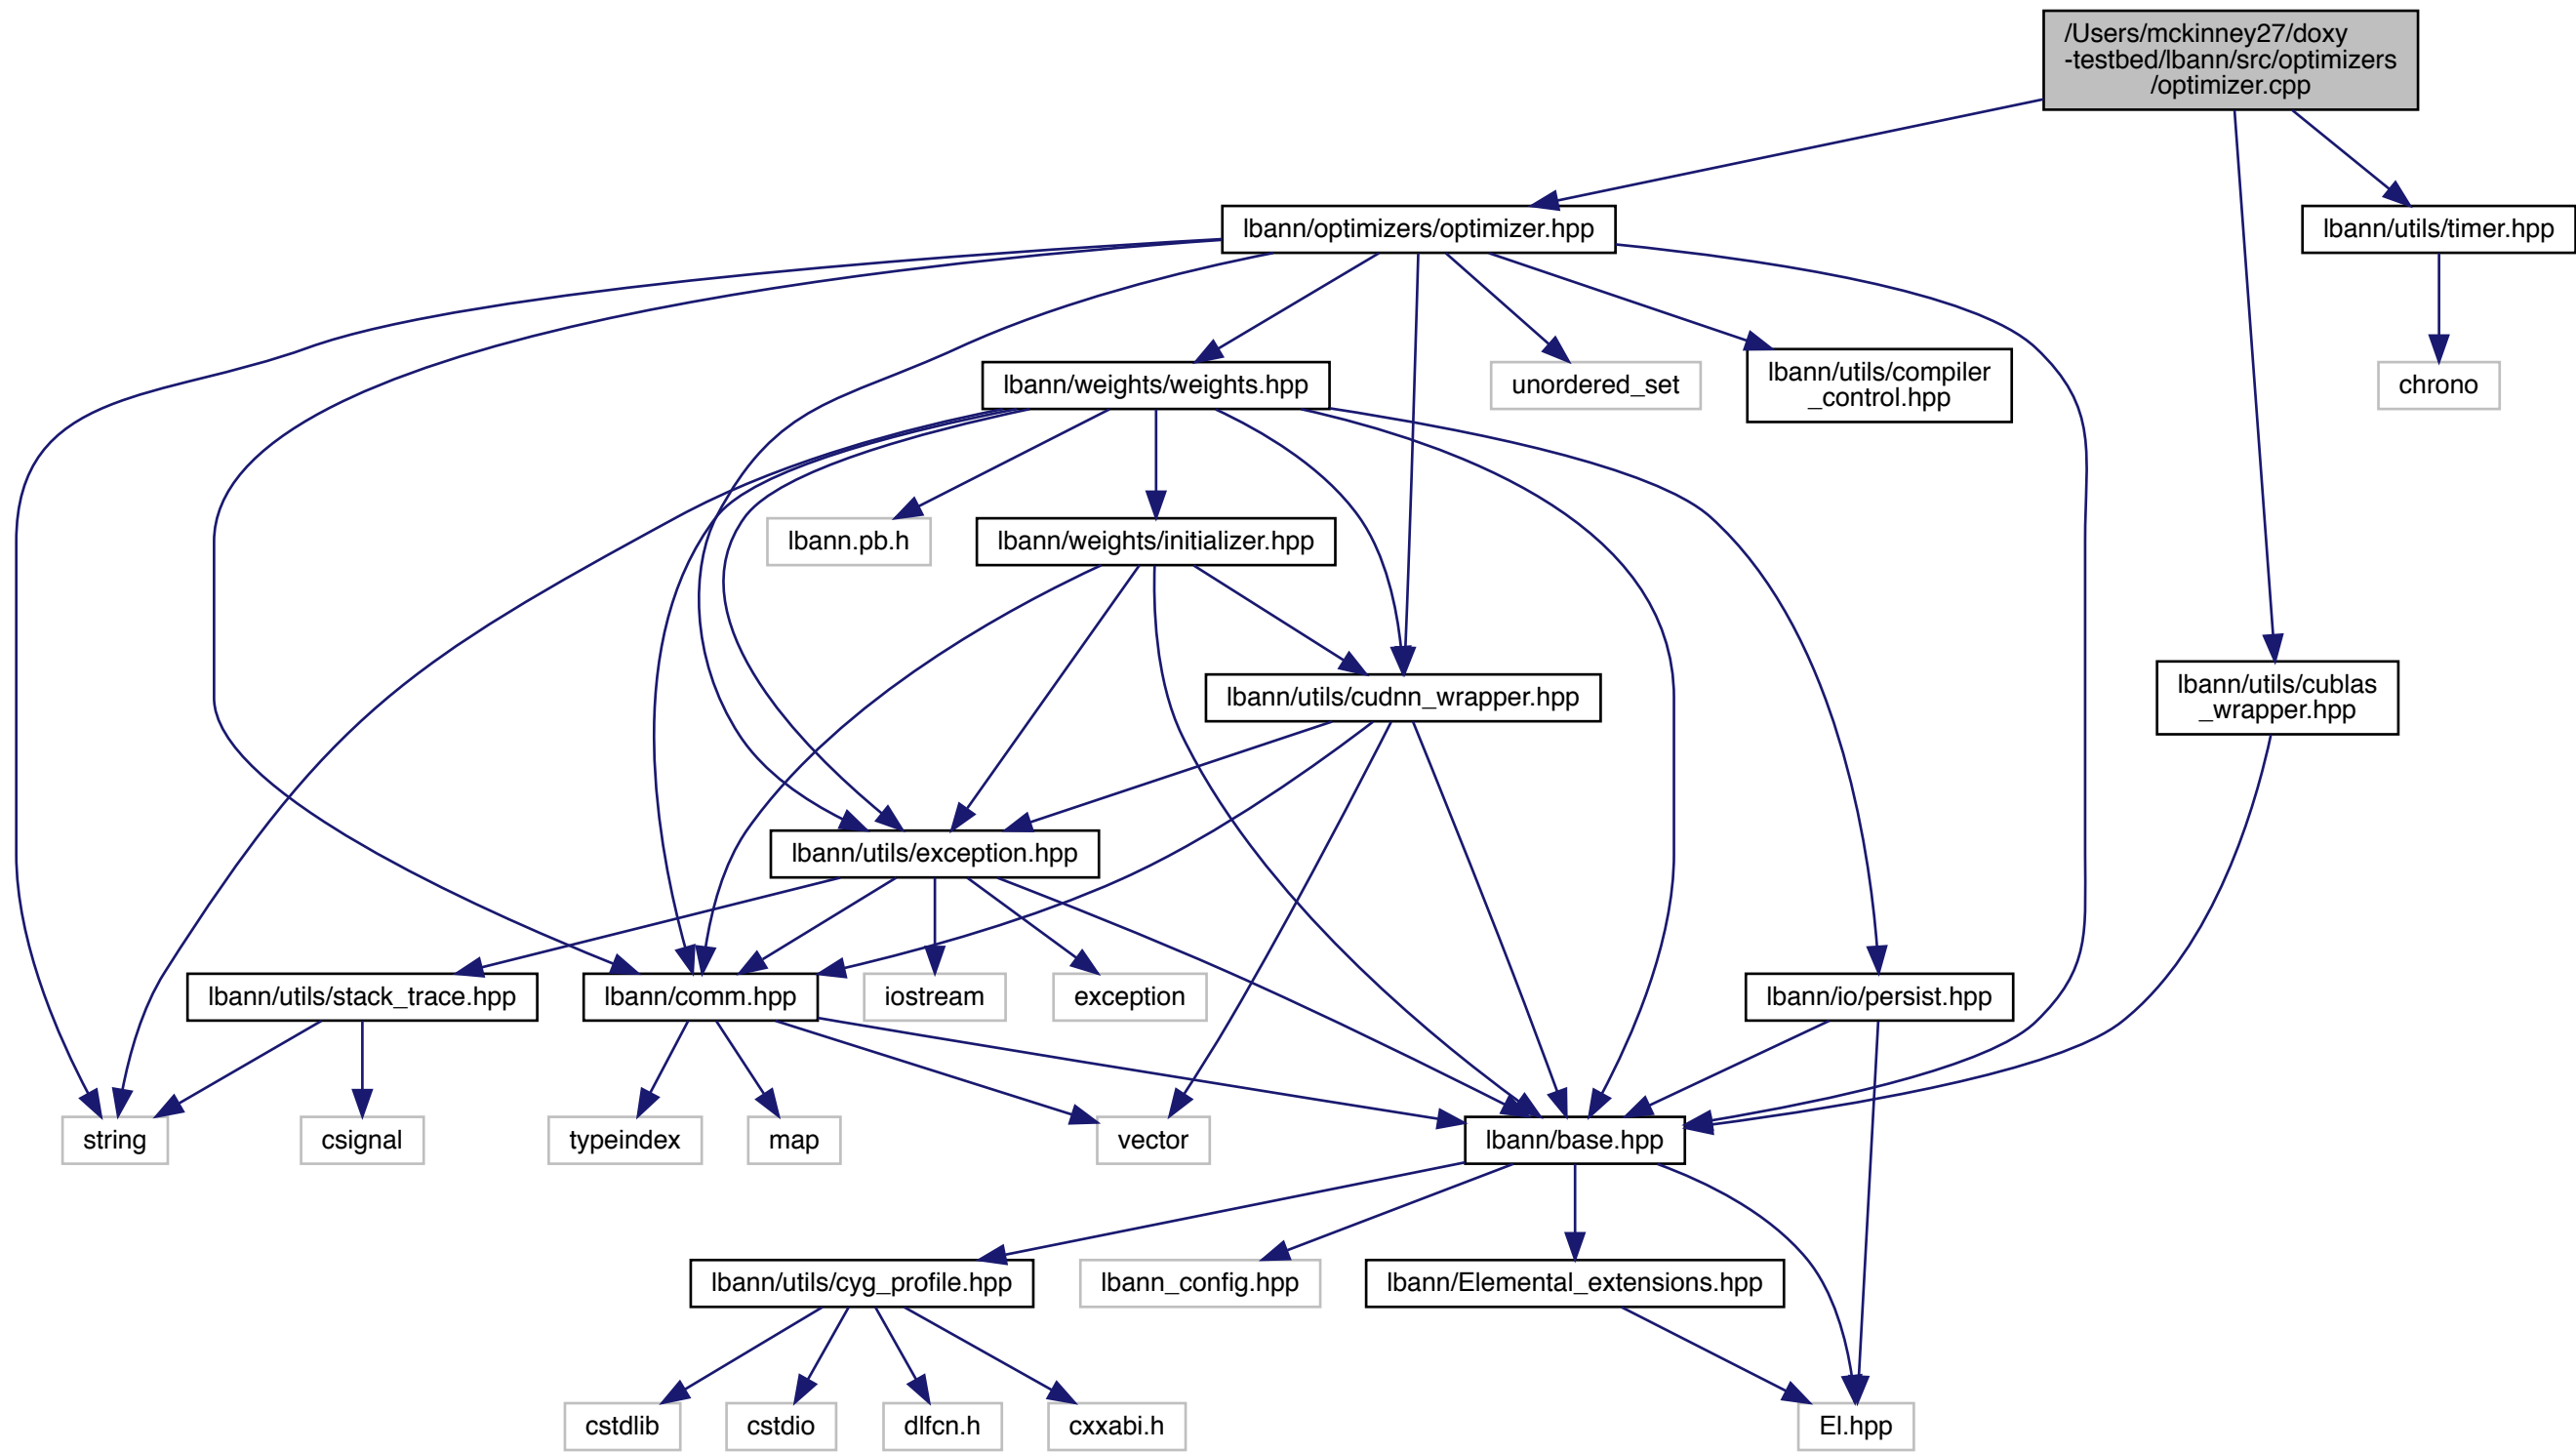 /Users/mckinney27/doxy
-testbed/lbann/src/optimizers
/optimizer.cpp
lbann/optimizers/optimizer.hpp
lbann/utils/timer.hpp
lbann/weights/weights.hpp
unordered_set
lbann/utils/compiler
_control.hpp
chrono
lbann.pb.h
lbann/weights/initializer.hpp
lbann/utils/cudnn_wrapper.hpp
lbann/utils/cublas
_wrapper.hpp
lbann/utils/exception.hpp
lbann/utils/stack_trace.hpp
lbann/comm.hpp
iostream
exception
lbann/io/persist.hpp
string
csignal
typeindex
map
vector
lbann/base.hpp
lbann/utils/cyg_profile.hpp
lbann_config.hpp
lbann/Elemental_extensions.hpp
cstdlib
cstdio
dlfcn.h
cxxabi.h
El.hpp